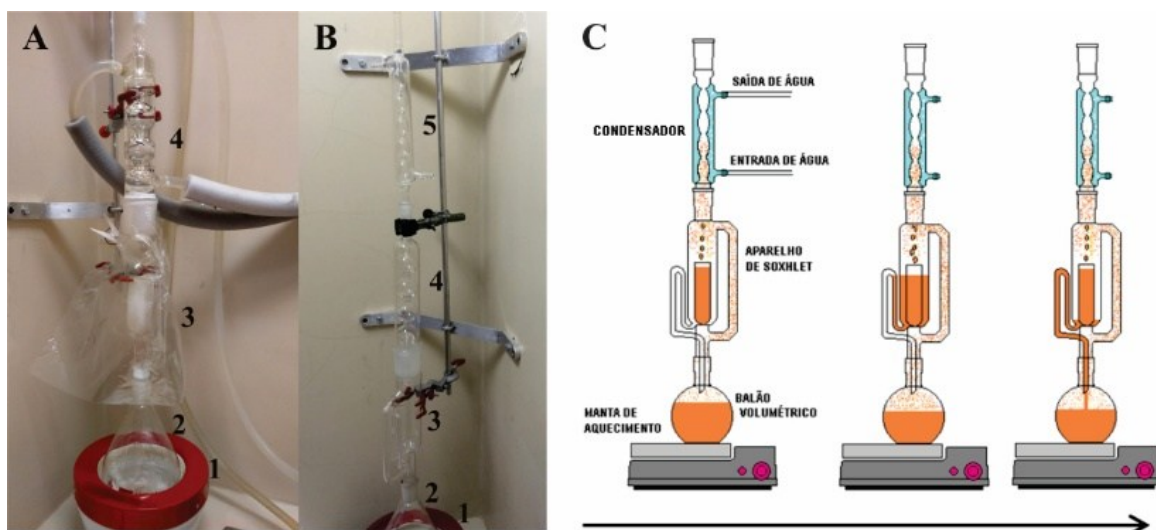 A
4
3
2
1
B
5
4
3
2
1
C
SAÍDA DE ÁGUA
CONDENSADOR
ENTRADA DE ÁGUA
APARELHO
DE SOXHLET
BALÃO
VOLUMÉTRICO
MANTA DE
AQUECIMENTO